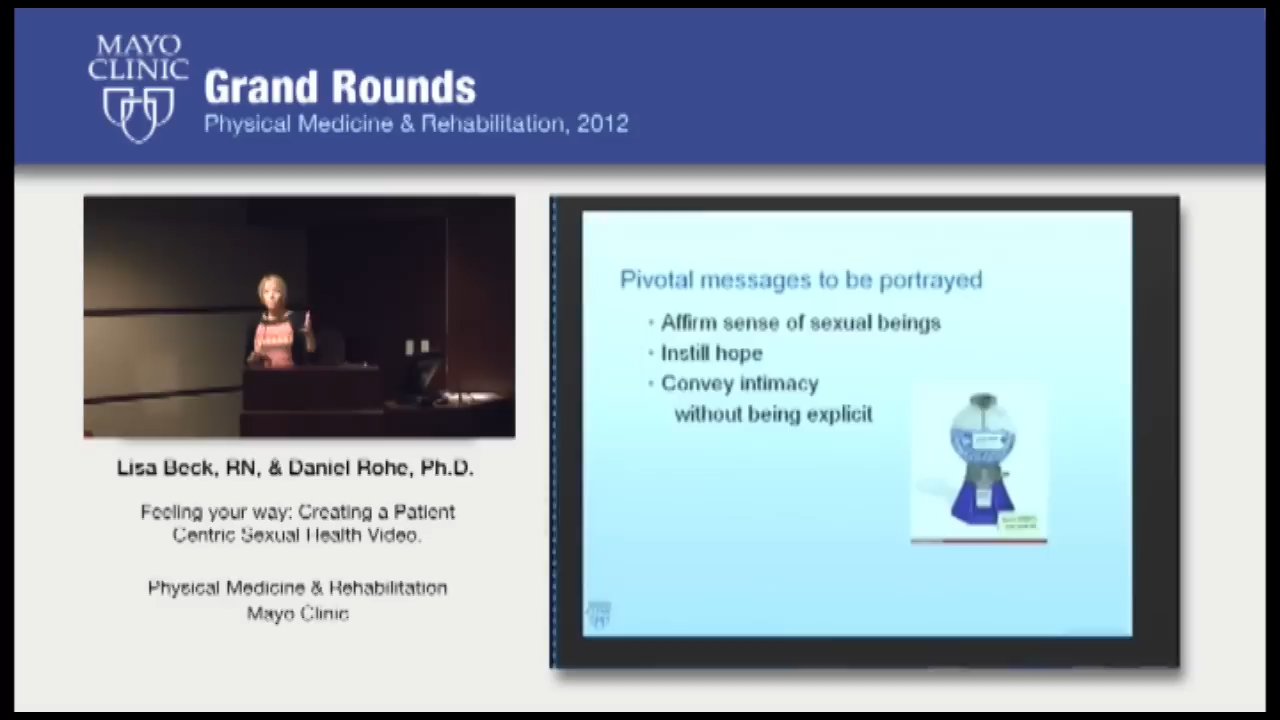 MAYO
CLINIC
Grand Rounds
Physical Medicine & Rehabilitation, 2012
Pivotal messages to be portrayed
• Affirm sense of sexual beings
• Instill hope
• Convey intimacy
without being explicit
Lisa Beck, RN, & Daniel Rohe, Ph.D.
Feeling your way: Creating a Patient
Centric Sexual Health Video.
Physical Medicine & Rehabilitation
Mayo Clinic